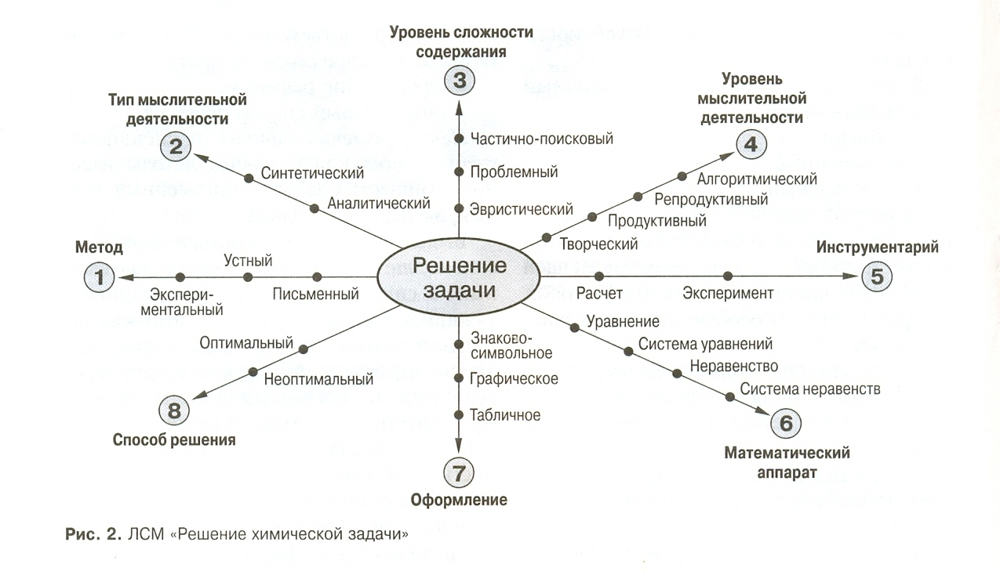 Уровень сложности
содержания
3
Уровень
мыслительной
деятельности
4
Тип мыслительной
деятельности
2
Частично-поисковый
Проблемный
Эвристический
Синтетический
Аналитический
Алгоритмический
Репродуктивный
Продуктивный
Творческий
Метод
1
Устный
Экспери-
ментальный
Письменный
Решение
задачи
Инструментарий
5
Расчет
Эксперимент
Оптимальный
Неоптимальный
8
Способ решения
Знаково-
символьное
Графическое
Табличное
7
Оформление
Уравнение
Система уравнений
Неравенство
Система неравенств
6
Математический
аппарат
Рис. 2. ЛСМ «Решение химической задачи»